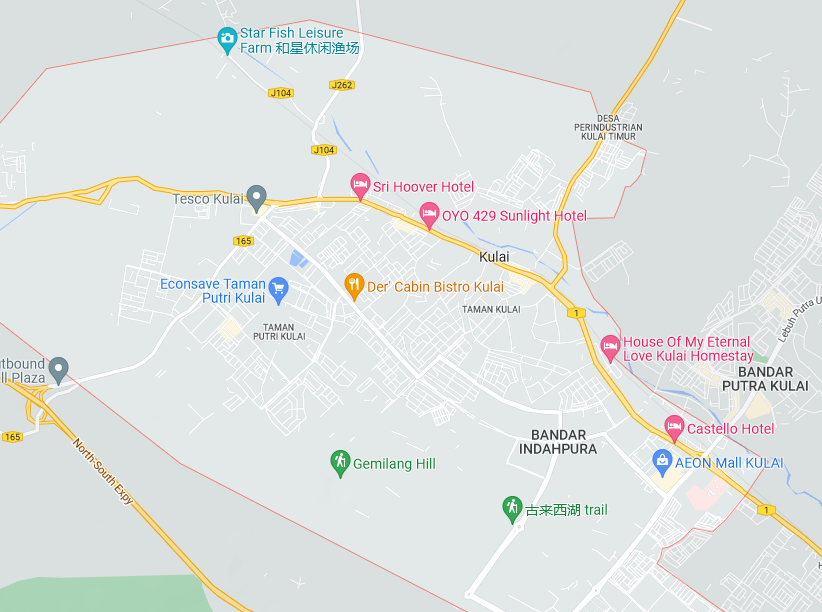 Star Fish Leisure
Farm 和星休闲渔场
J262
J104
DESA
PERINDUSTRIAN
KULAI TIMUR
J104
Sri Hoover Hotel
Tesco Kulai
OYO 429 Sunlight Hotel
165
Kulai
Econsave Taman
Putri Kulai
Der' Cabin Bistro Kulai
TAMAN KULAI
1
TAMAN
PUTRI KULAI
Lebuh Putra U
House Of My Eternal
Love Kulai Homestay
utbound
ll Plaza
BANDAR
PUTRA KULAI
165
North-South Expy
BANDAR
INDAHPURA
Castello Hotel
AEON Mall KULAI
Gemilang Hill
古来西湖 trail
1